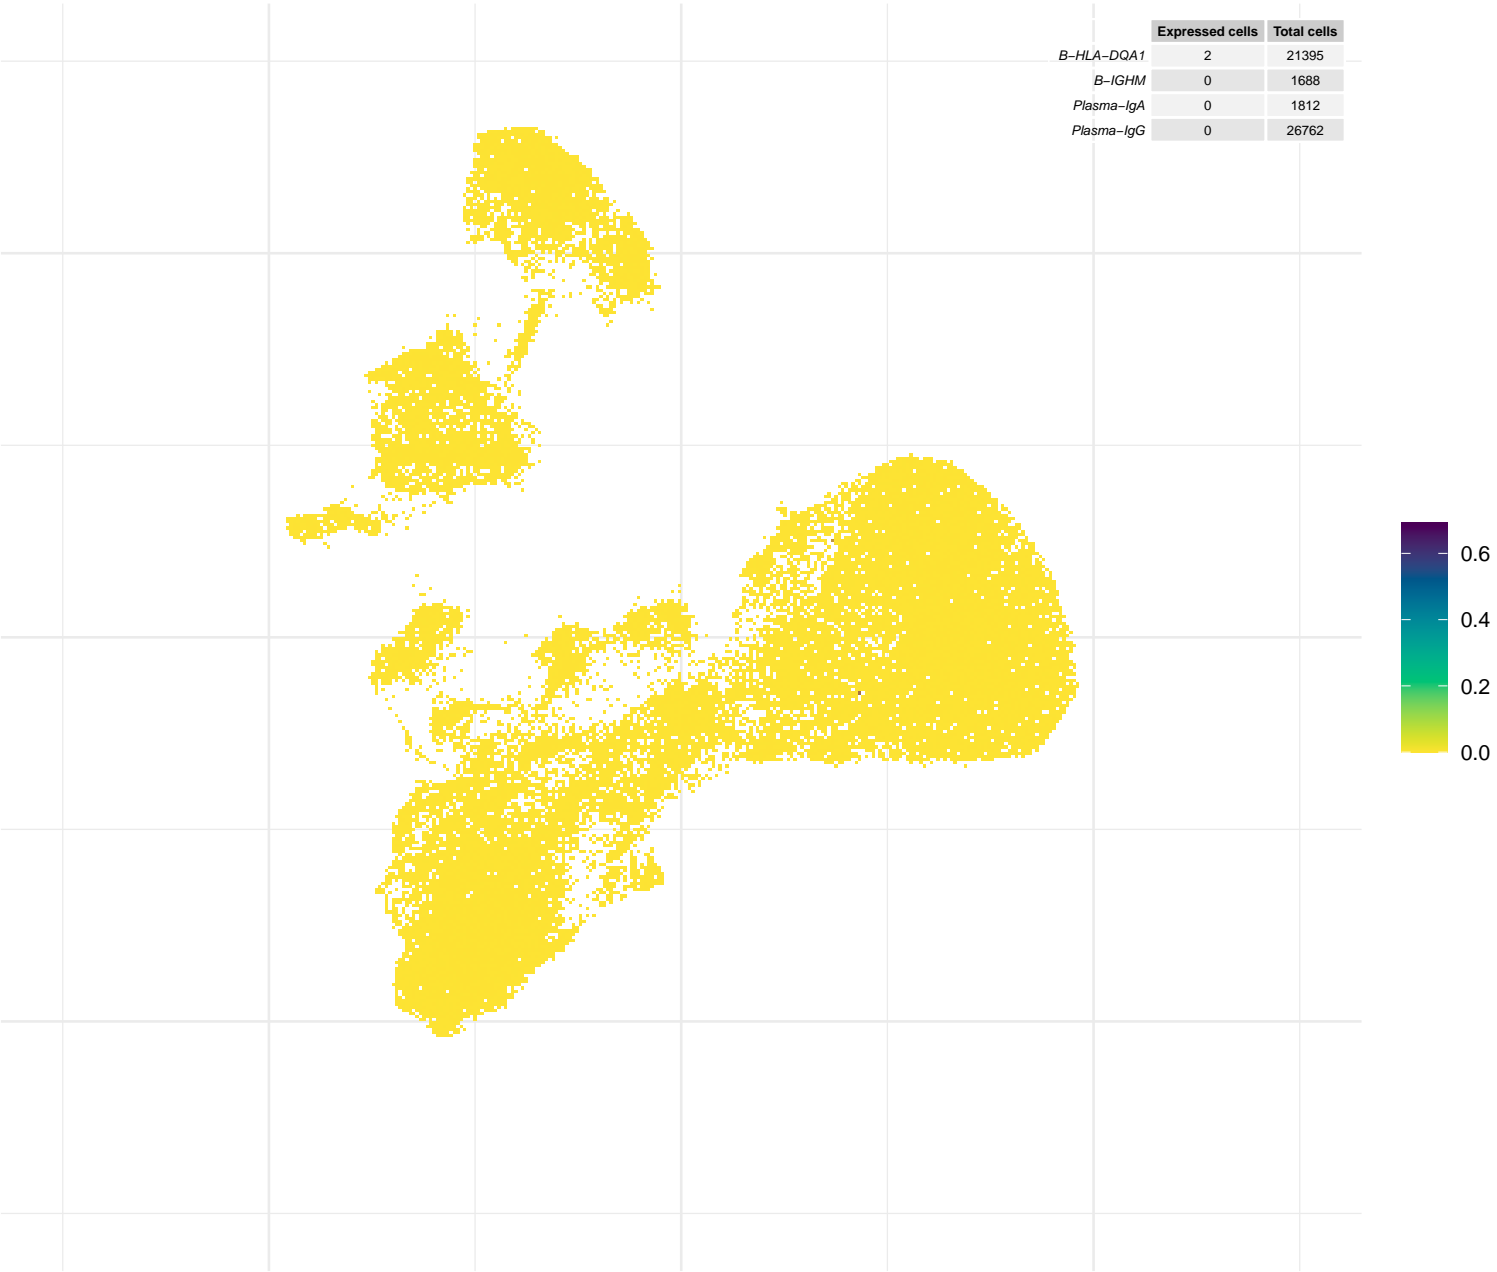 Expressed cells Total cells
B−HLA−DQA1 2 21395
B−IGHM 0 1688
Plasma−IgA 0 1812
Plasma−IgG 0 26762
0.6
0.4
0.2
0.0